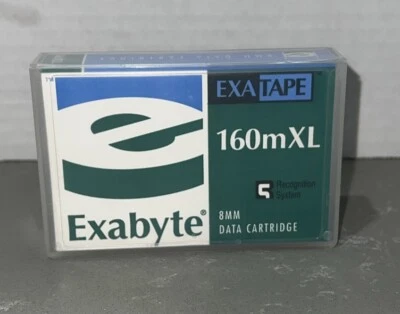 EXATAPE
160mXL
Recognition
System
Exabyte®
8MM
DATA CARTRIDGE